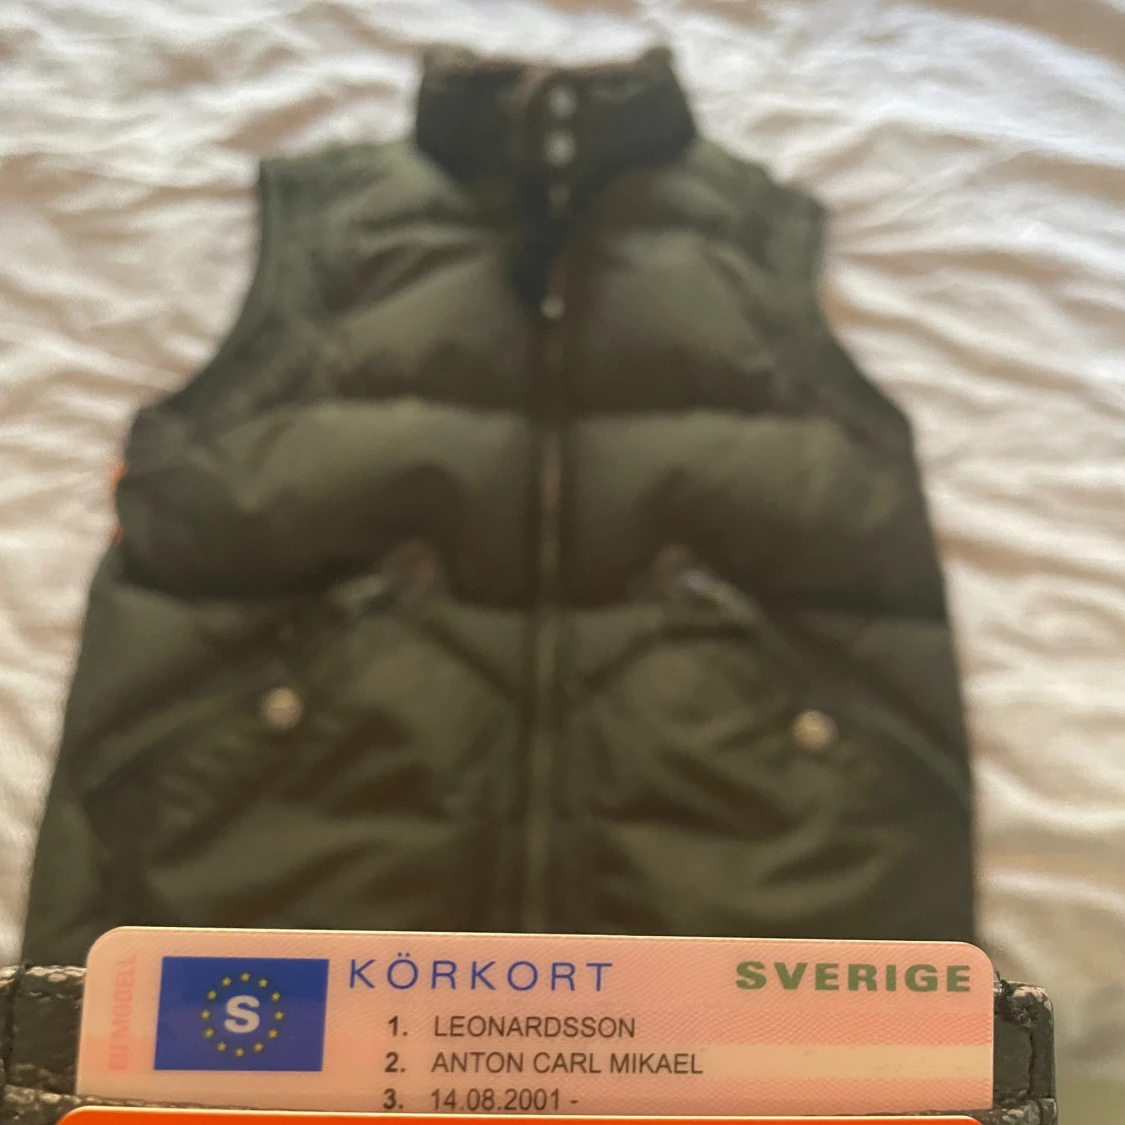 KÖRKORT SVERIGE
S
EU MODELL
1. LEONARDSSON
2. ANTON CARL MIKAEL
3. 14.08.2001 -